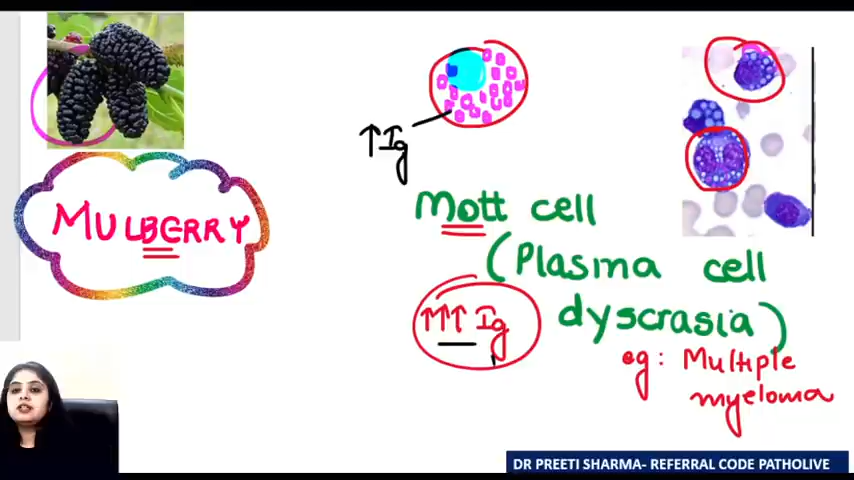 MULBERRY
↑Ig
Mott cell
(Plasma cell
dyscrasia)
↑↑↑ Ig
eg: Multiple
myeloma
DR PREETI SHARMA- REFERRAL CODE PATHOLIVE